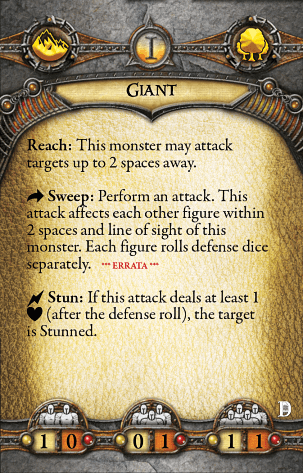 I
GIANT
Reach: This monster may attack
targets up to 2 spaces away.
Sweep: Perform an attack. This
attack affects each other figure within
2 spaces and line of sight of this
monster. Each figure rolls defense dice
separately. *** ERRATA ***
Stun: If this attack deals at least 1
(after the defense roll), the target
is Stunned.
D
1 0 0 1 1 1